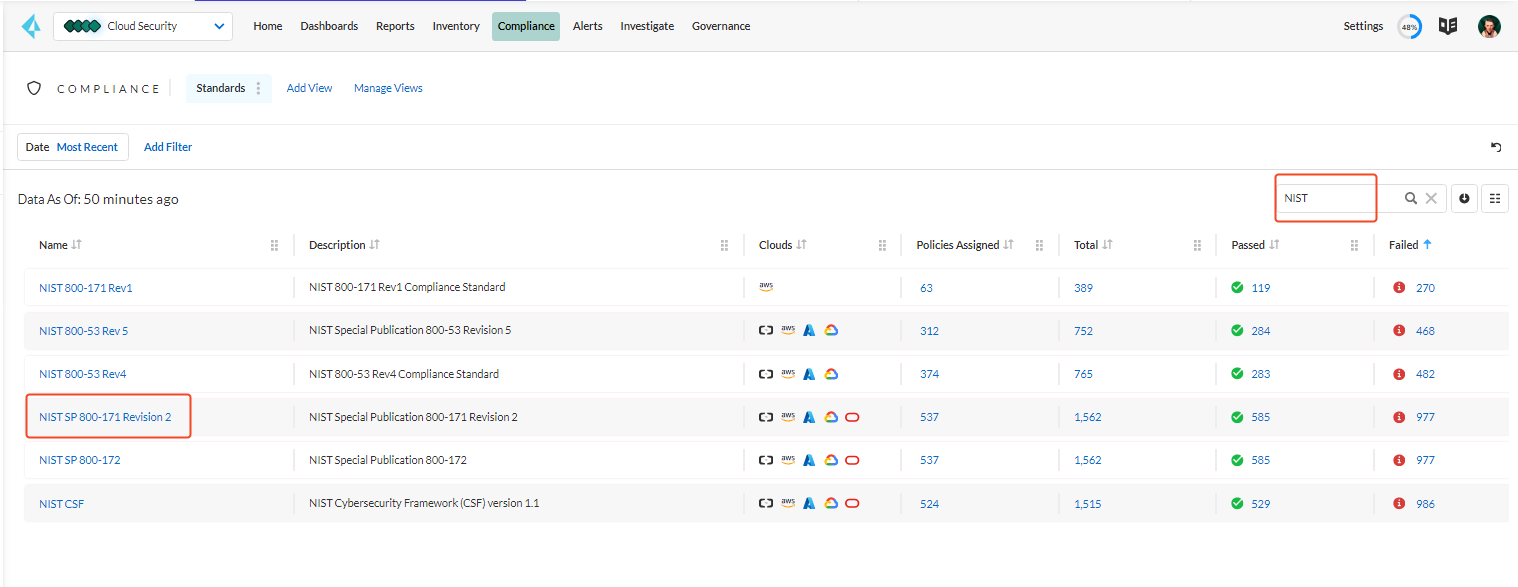 Cloud Security Home Dashboards Reports Inventory Compliance Alerts Investigate Governance Settings 48%
COMPLIANCE Standards Add View Manage Views
Date Most Recent Add Filter
Data As Of: 50 minutes ago NIST
Name Description Clouds Policies Assigned Total Passed Failed
NIST 800-171 Rev1 NIST 800-171 Rev1 Compliance Standard aws 63 389 119 270
NIST 800-53 Rev 5 NIST Special Publication 800-53 Revision 5 aws 312 752 284 468
NIST 800-53 Rev4 NIST 800-53 Rev4 Compliance Standard aws 374 765 283 482
NIST SP 800-171 Revision 2 NIST Special Publication 800-171 Revision 2 aws 537 1,562 585 977
NIST SP 800-172 NIST Special Publication 800-172 aws 537 1,562 585 977
NIST CSF NIST Cybersecurity Framework (CSF) version 1.1 aws 524 1,515 529 986